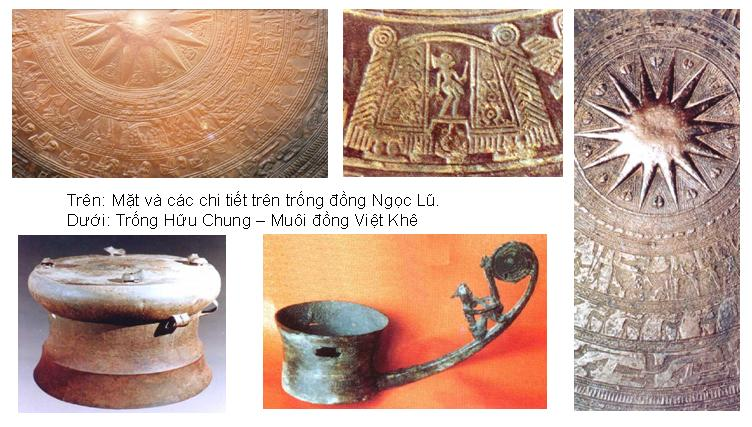 Trên: Mặt và các chi tiết trên trống đồng Ngọc Lũ.
Dưới: Trống Hữu Chung – Muôi đồng Việt Khê